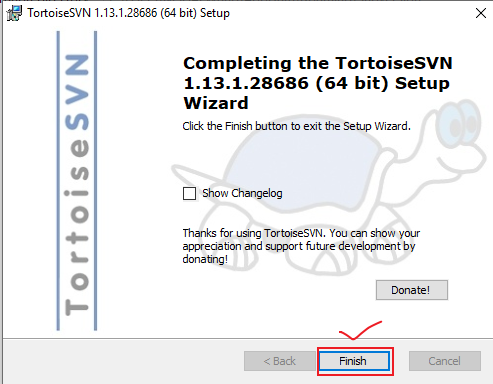 TortoiseSVN 1.13.1.28686 (64 bit) Setup
TortoiseSVN
Completing the TortoiseSVN
1.13.1.28686 (64 bit) Setup
Wizard
Click the Finish button to exit the Setup Wizard.
Show Changelog
Thanks for using TortoiseSVN. You can show your
appreciation and support future development by
donating!
Donate!
< Back
Finish
Cancel